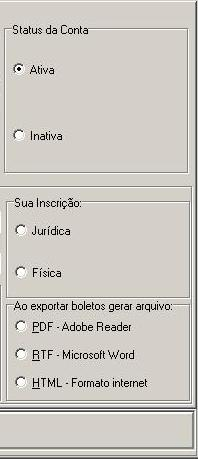 Status da Conta
Ativa
Inativa
Sua Inscrição:
Jurídica
Física
Ao exportar boletos gerar arquivo:
PDF - Adobe Reader
RTF - Microsoft Word
HTML - Formato internet